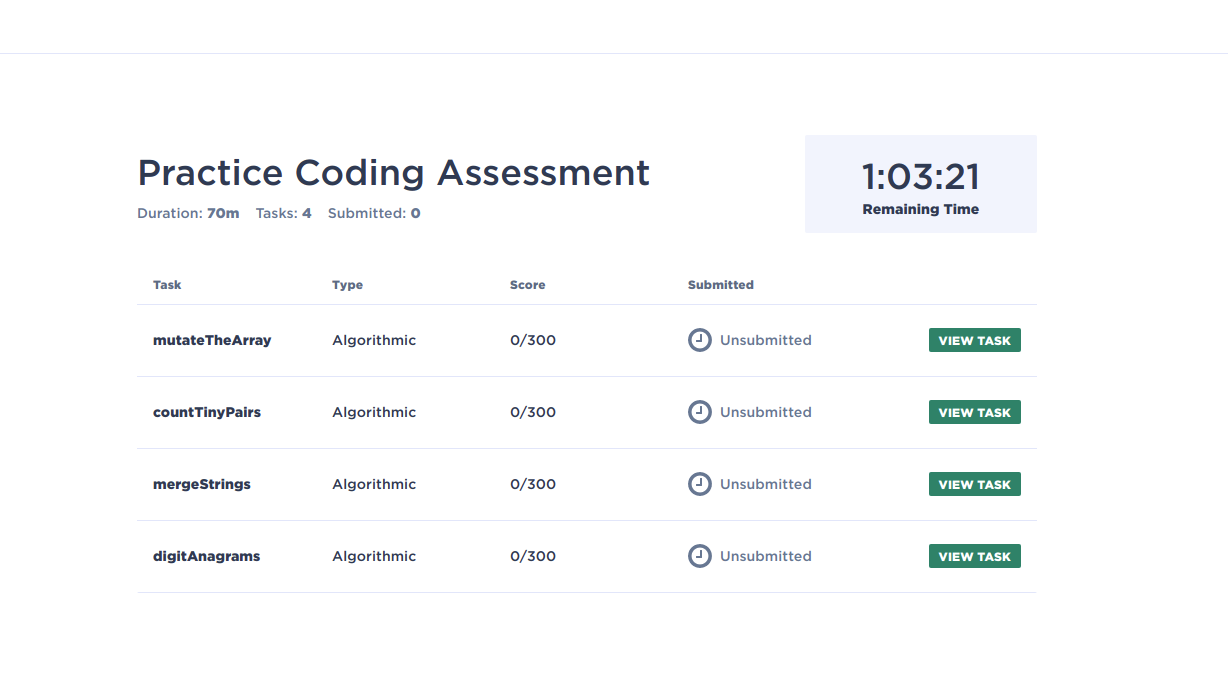 Practice Coding Assessment
Duration: 70m Tasks: 4 Submitted: 0
1:03:21
Remaining Time
Task Type Score Submitted
mutateTheArray Algorithmic 0/300 Unsubmitted VIEW TASK
countTinyPairs Algorithmic 0/300 Unsubmitted VIEW TASK
mergeStrings Algorithmic 0/300 Unsubmitted VIEW TASK
digitAnagrams Algorithmic 0/300 Unsubmitted VIEW TASK